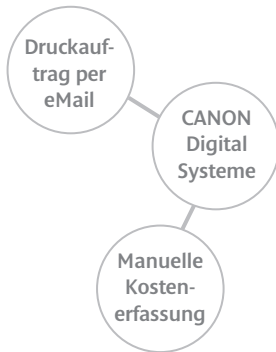 Druckauf-
trag per
eMail
CANON
Digital
Systeme
Manuelle
Kosten-
erfassung